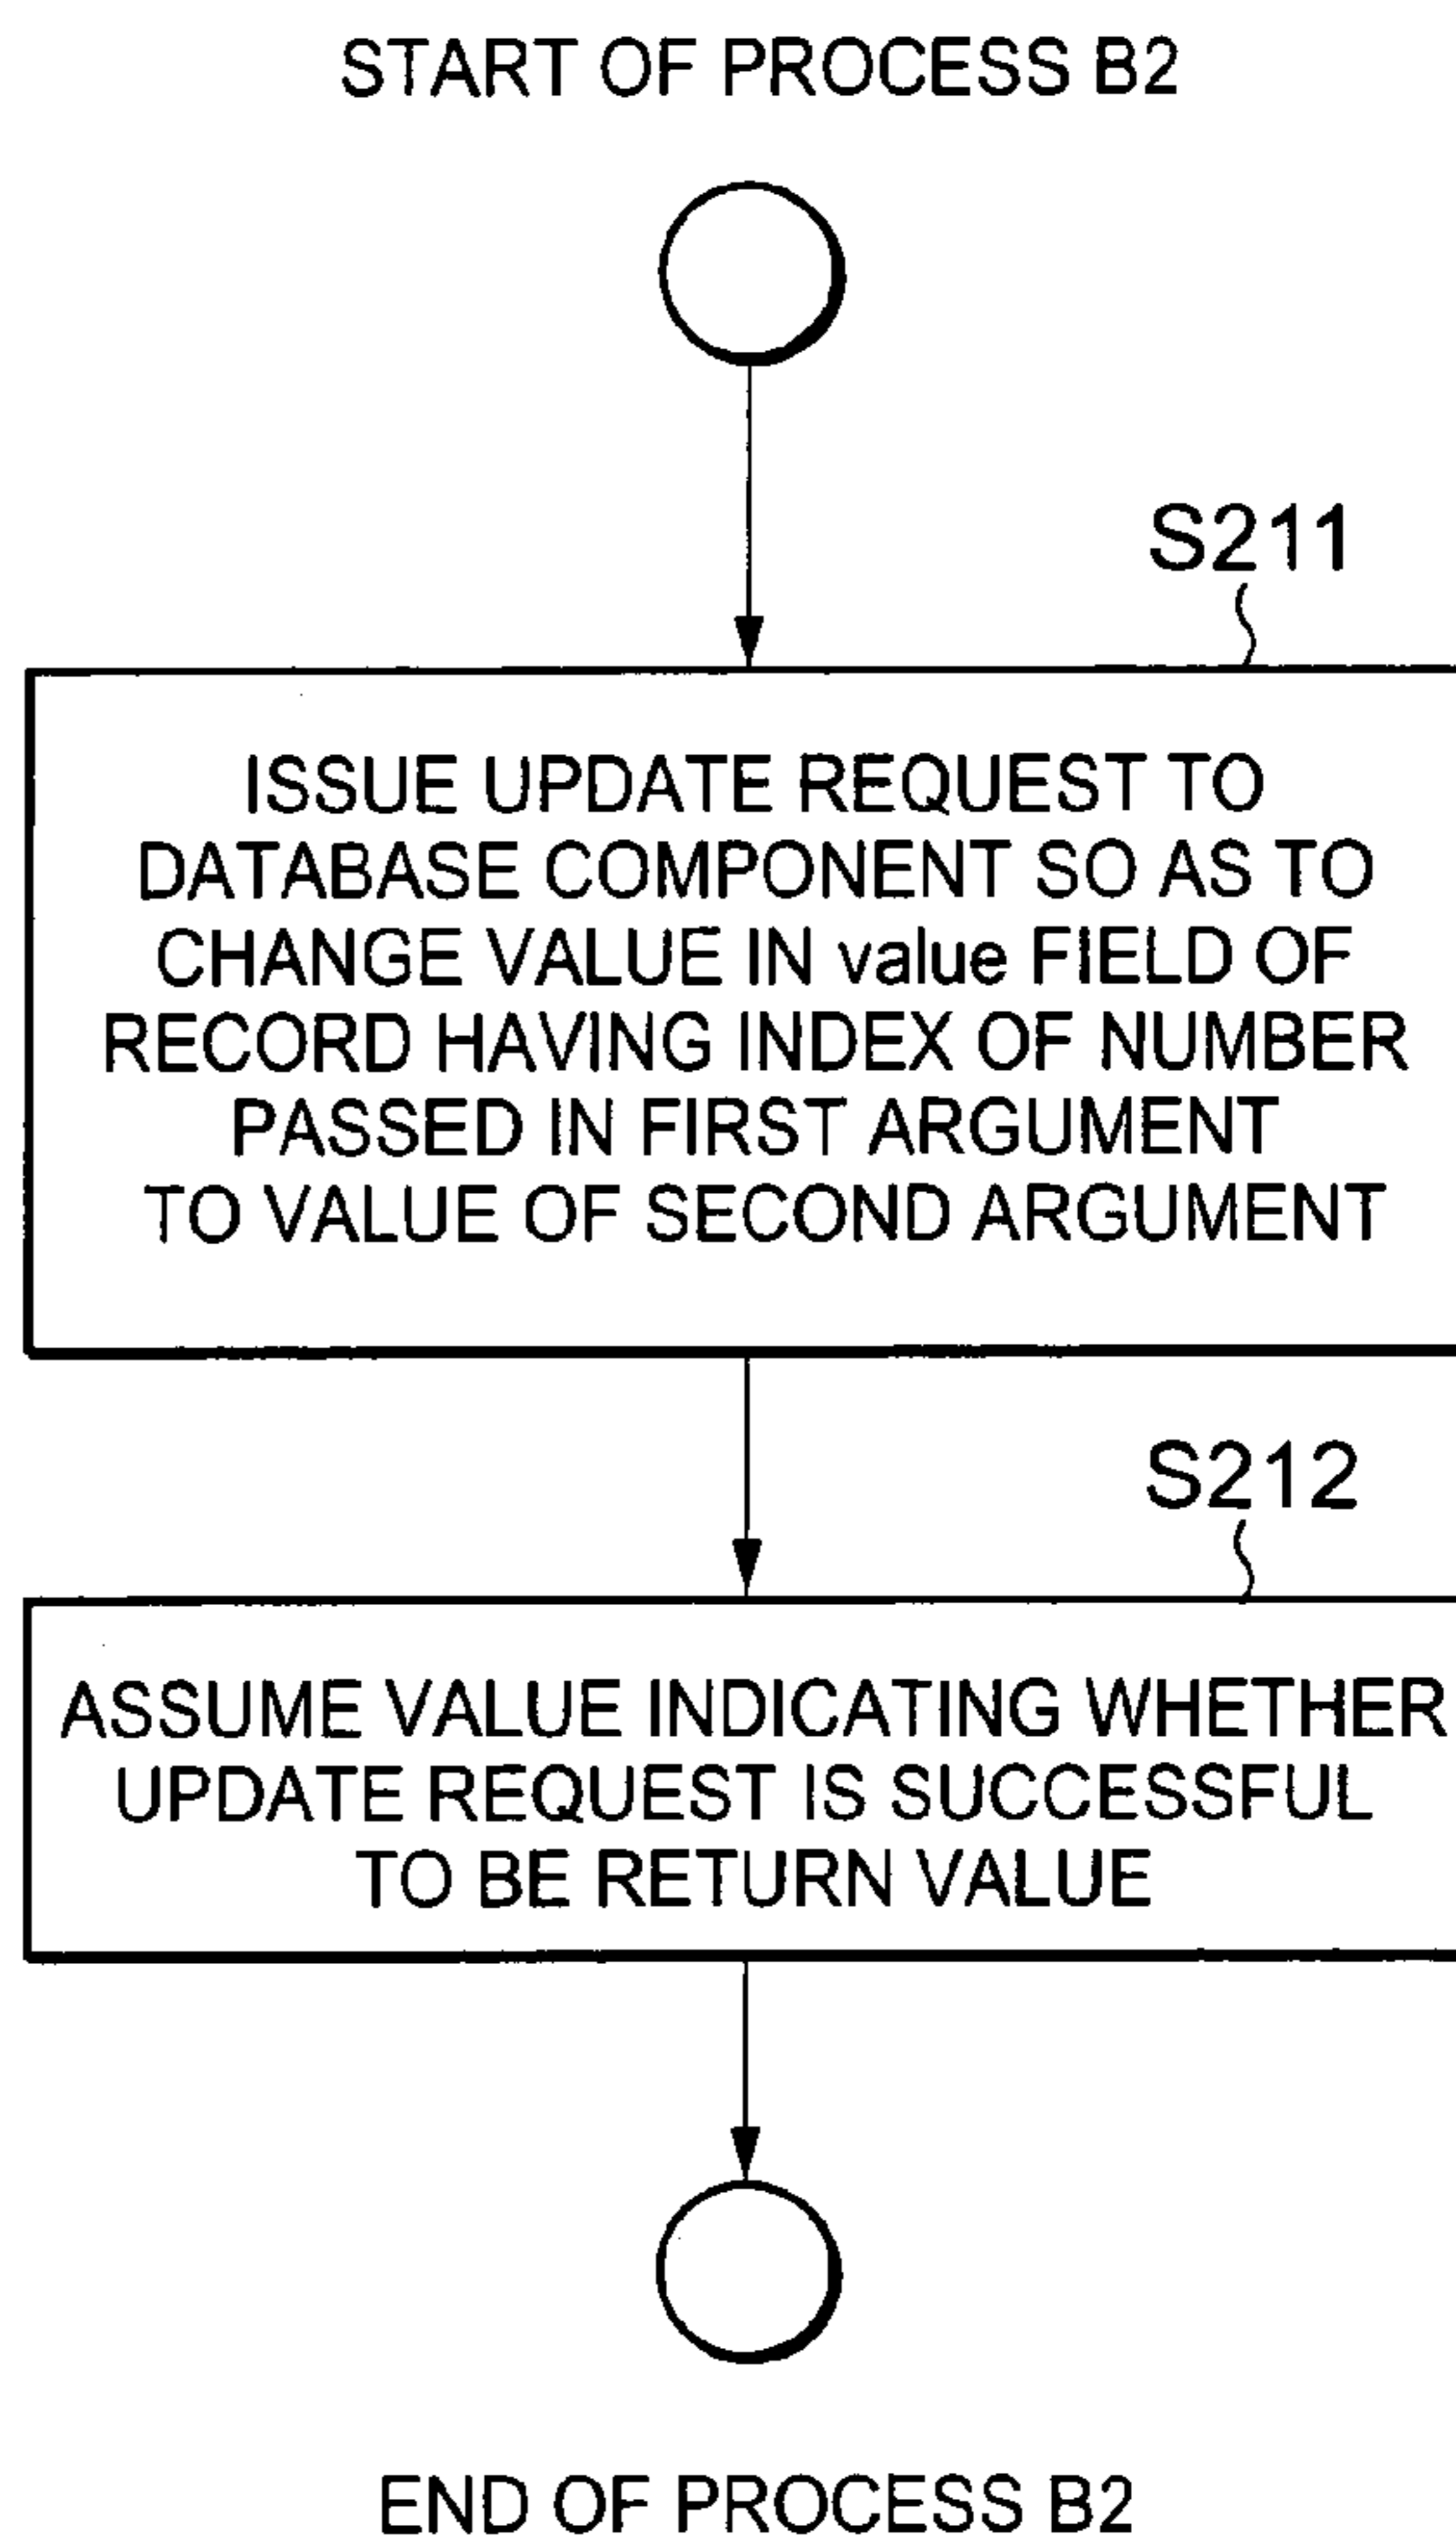 START OF PROCESS B2
S211
ISSUE UPDATE REQUEST TO
DATABASE COMPONENT SO AS TO
CHANGE VALUE IN value FIELD OF
RECORD HAVING INDEX OF NUMBER
PASSED IN FIRST ARGUMENT
TO VALUE OF SECOND ARGUMENT
S212
ASSUME VALUE INDICATING WHETHER
UPDATE REQUEST IS SUCCESSFUL
TO BE RETURN VALUE
END OF PROCESS B2